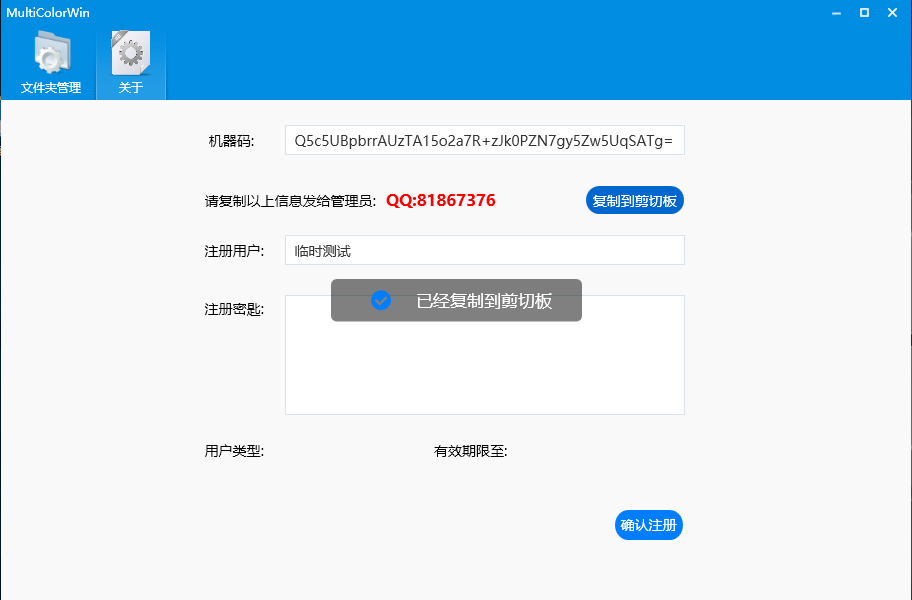 MultiColorWin
文件夹管理
关于
机器码:
Q5c5UBpbrrAUzTA15o2a7R+zJk0PZN7gy5Zw5UqSATg=
请复制以上信息发给管理员: QQ:81867376
复制到剪切板
注册用户:
临时测试
注册密匙:
已经复制到剪切板
用户类型:
有效期限至:
确认注册